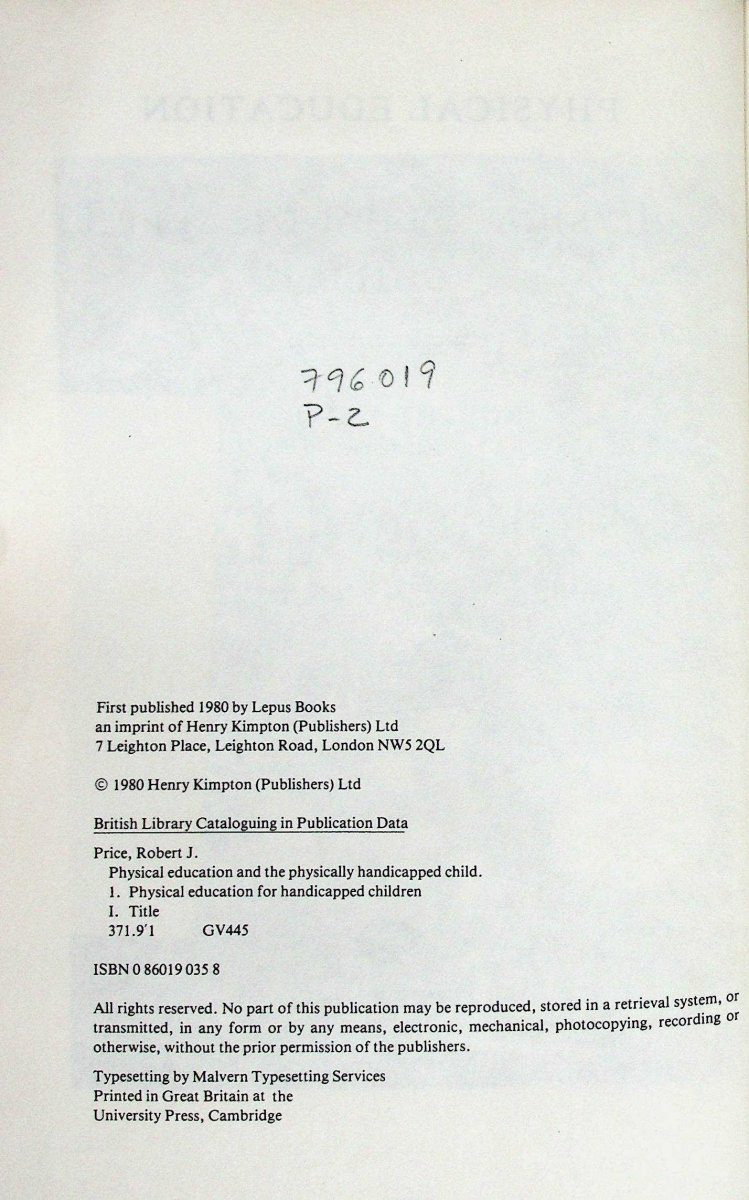 796.019
P-2
First published 1980 by Lepus Books
an imprint of Henry Kimpton (Publishers) Ltd
7 Leighton Place, Leighton Road, London NW5 2QL
© 1980 Henry Kimpton (Publishers) Ltd
British Library Cataloguing in Publication Data
Price, Robert J.
Physical education and the physically handicapped child.
1. Physical education for handicapped children
I. Title
371.9'1 GV445
ISBN 0 86019 035 8
All rights reserved. No part of this publication may be reproduced, stored in a retrieval system, or
transmitted, in any form or by any means, electronic, mechanical, photocopying, recording or
otherwise, without the prior permission of the publishers.
Typesetting by Malvern Typesetting Services
Printed in Great Britain at the
University Press, Cambridge